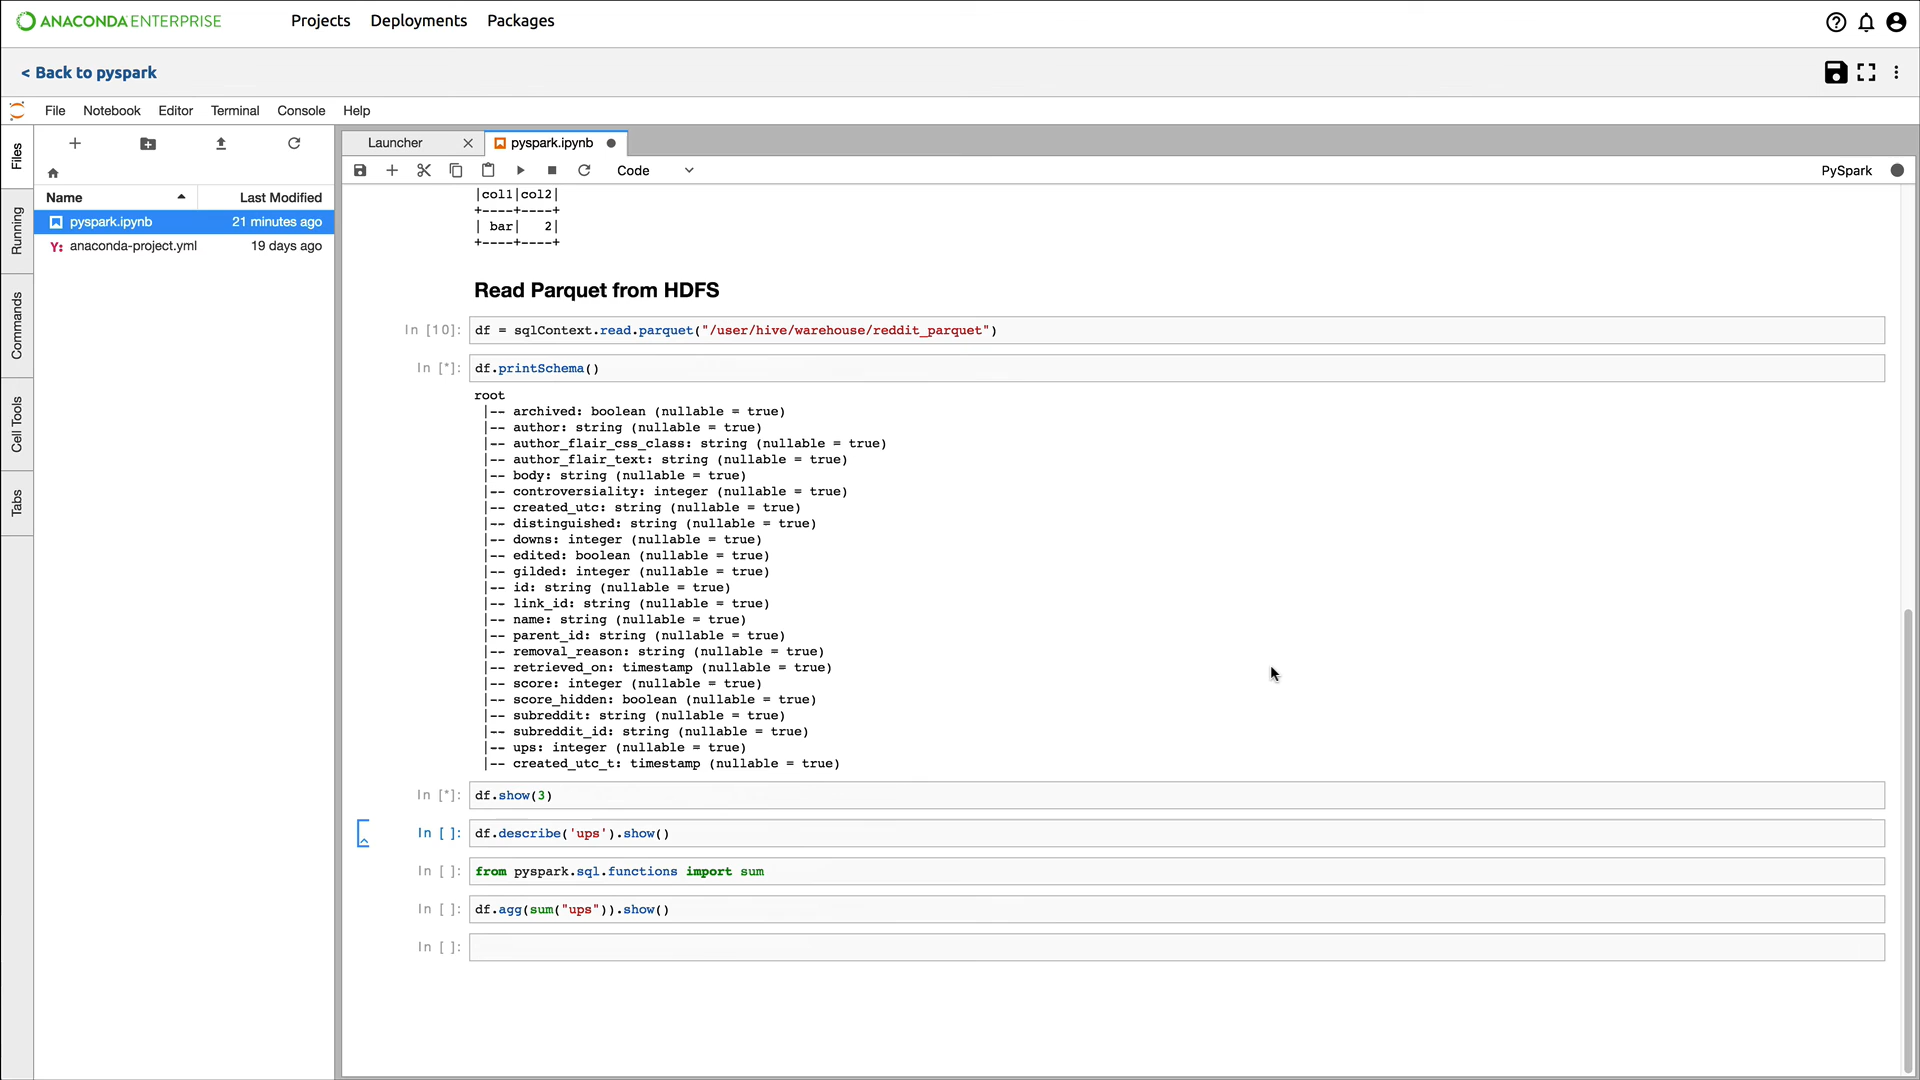 ANACONDA ENTERPRISE
Projects Deployments Packages
< Back to pyspark
File Notebook Editor Terminal Console Help
Files
Running
Commands
Cell Tools
Tabs
Name Last Modified
pyspark.ipynb 21 minutes ago
Y: anaconda-project.yml 19 days ago
Launcher
pyspark.ipynb
Code
PySpark
|col1|col2|
+----+----+
| bar|   2|
+----+----+
Read Parquet from HDFS
In [10]: df = sqlContext.read.parquet("/user/hive/warehouse/reddit_parquet")
In [*]: df.printSchema()
root
 |-- archived: boolean (nullable = true)
 |-- author: string (nullable = true)
 |-- author_flair_css_class: string (nullable = true)
 |-- author_flair_text: string (nullable = true)
 |-- body: string (nullable = true)
 |-- controversiality: integer (nullable = true)
 |-- created_utc: string (nullable = true)
 |-- distinguished: string (nullable = true)
 |-- downs: integer (nullable = true)
 |-- edited: boolean (nullable = true)
 |-- gilded: integer (nullable = true)
 |-- id: string (nullable = true)
 |-- link_id: string (nullable = true)
 |-- name: string (nullable = true)
 |-- parent_id: string (nullable = true)
 |-- removal_reason: string (nullable = true)
 |-- retrieved_on: timestamp (nullable = true)
 |-- score: integer (nullable = true)
 |-- score_hidden: boolean (nullable = true)
 |-- subreddit: string (nullable = true)
 |-- subreddit_id: string (nullable = true)
 |-- ups: integer (nullable = true)
 |-- created_utc_t: timestamp (nullable = true)
In [*]: df.show(3)
In [ ]: df.describe('ups').show()
In [ ]: from pyspark.sql.functions import sum
In [ ]: df.agg(sum("ups")).show()
In [ ]: